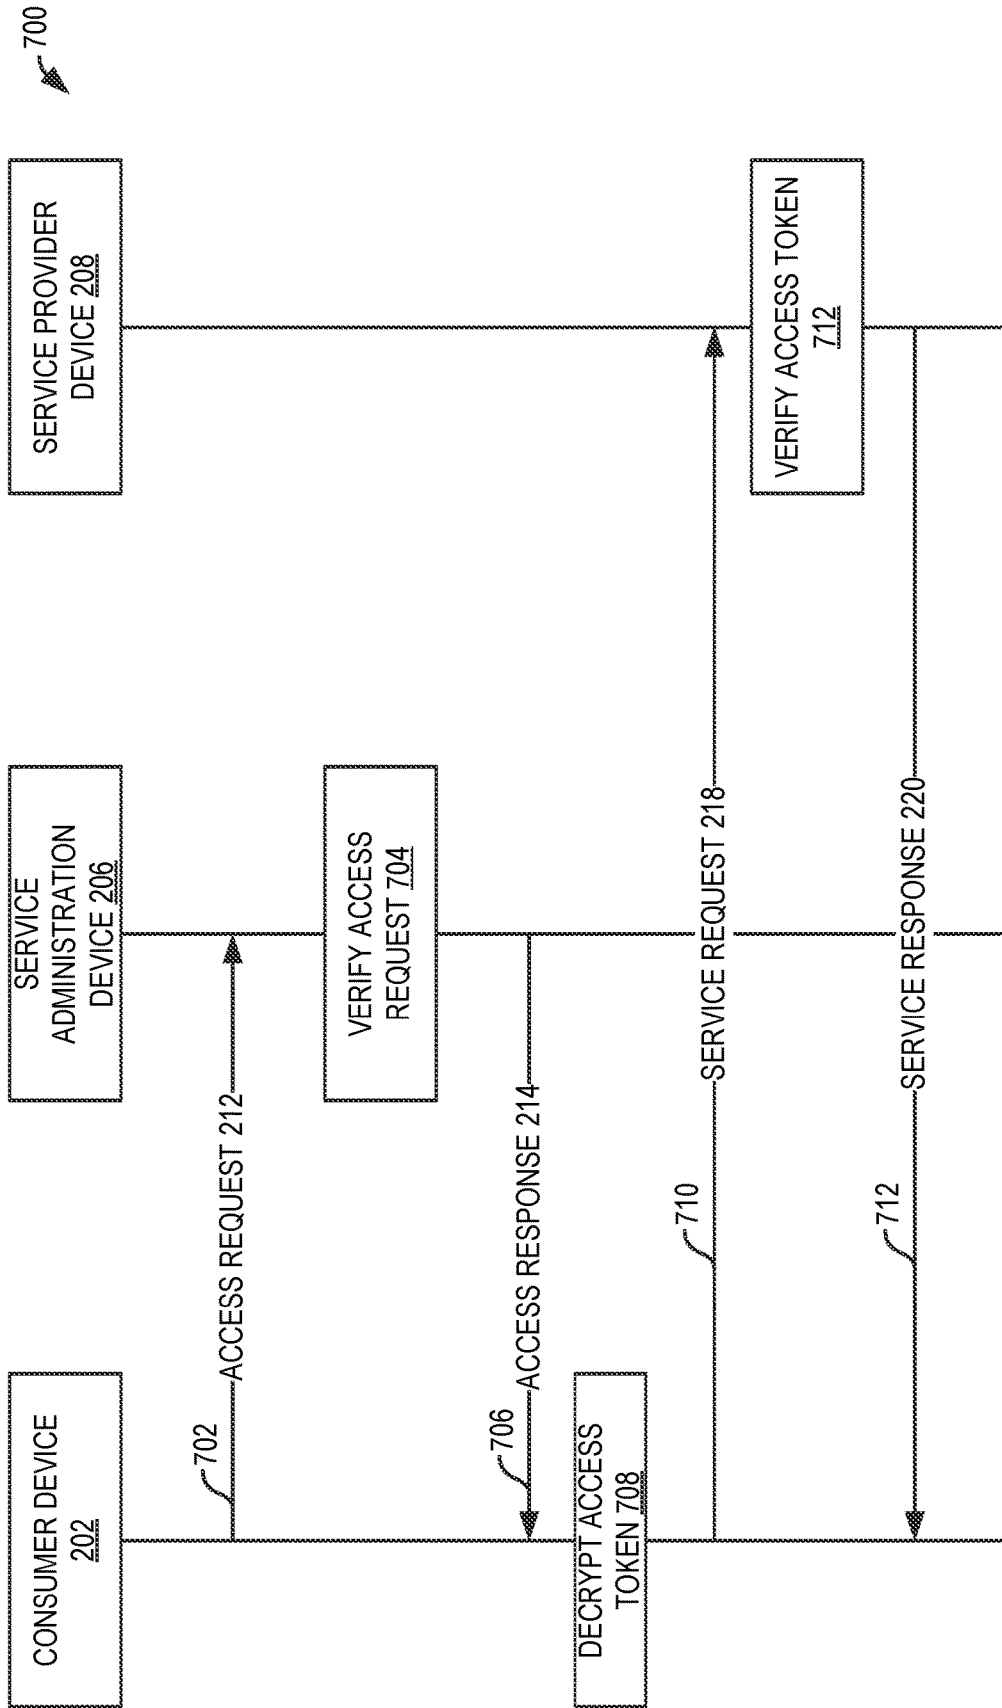 700
CONSUMER DEVICE
202
SERVICE
ADMINISTRATION
DEVICE 206
SERVICE PROVIDER
DEVICE 208
702
ACCESS REQUEST 212
VERIFY ACCESS
REQUEST 704
706
ACCESS RESPONSE 214
DECRYPT ACCESS
TOKEN 708
710
SERVICE REQUEST 218
VERIFY ACCESS TOKEN
712
712
SERVICE RESPONSE 220